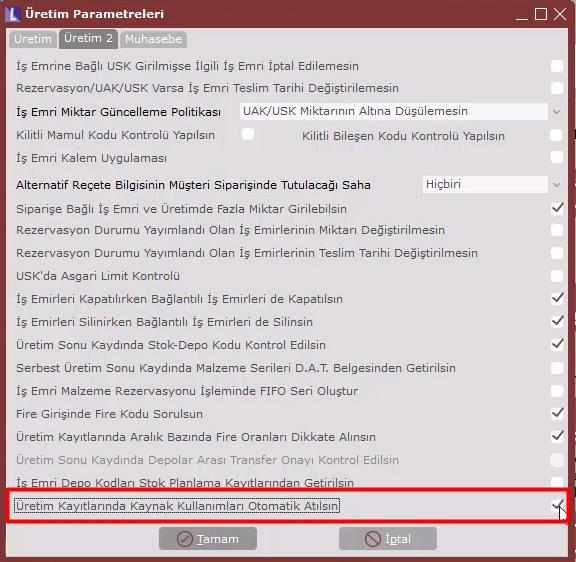 Üretim Parametreleri
Üretim Üretim 2 Muhasebe
İş Emrine Bağlı USK Girilmişse İlgili İş Emri İptal Edilemesin
Rezervasyon/UAK/USK Varsa İş Emri Teslim Tarihi Değiştirilemesin
İş Emri Miktar Güncelleme Politikası UAK/USK Miktarının Altına Düşülemesin
Kilitli Mamul Kodu Kontrolü Yapılsın Kilitli Bileşen Kodu Kontrolü Yapılsın
İş Emri Kalem Uygulaması
Alternatif Reçete Bilgisinin Müşteri Siparişinde Tutulacağı Saha Hiçbiri
Siparişe Bağlı İş Emri ve Üretimde Fazla Miktar Girilebilsin
Rezervasyon Durumu Yayımlandı Olan İş Emirlerinin Miktarı Değiştirilmesin
Rezervasyon Durumu Yayımlandı Olan İş Emirlerinin Teslim Tarihi Değiştirilmesin
USK'da Asgari Limit Kontrolü
İş Emirleri Kapatılırken Bağlantılı İş Emirleri de Kapatılsın
İş Emirleri Silinirken Bağlantılı İş Emirleri de Silinsin
Üretim Sonu Kaydında Stok-Depo Kodu Kontrol Edilsin
Serbest Üretim Sonu Kaydında Malzeme Serileri D.A.T. Belgesinden Getirilsin
İş Emri Malzeme Rezervasyonu İşleminde FIFO Seri Oluştur
Fire Girişinde Fire Kodu Sorulsun
Üretim Kayıtlarında Aralık Bazında Fire Oranları Dikkate Alınsın
Üretim Sonu Kaydında Depolar Arası Transfer Onayı Kontrol Edilsin
İş Emri Depo Kodları Stok Planlama Kayıtlarından Getirilsin
Üretim Kayıtlarında Kaynak Kullanımları Otomatik Atılsın
Tamam İptal